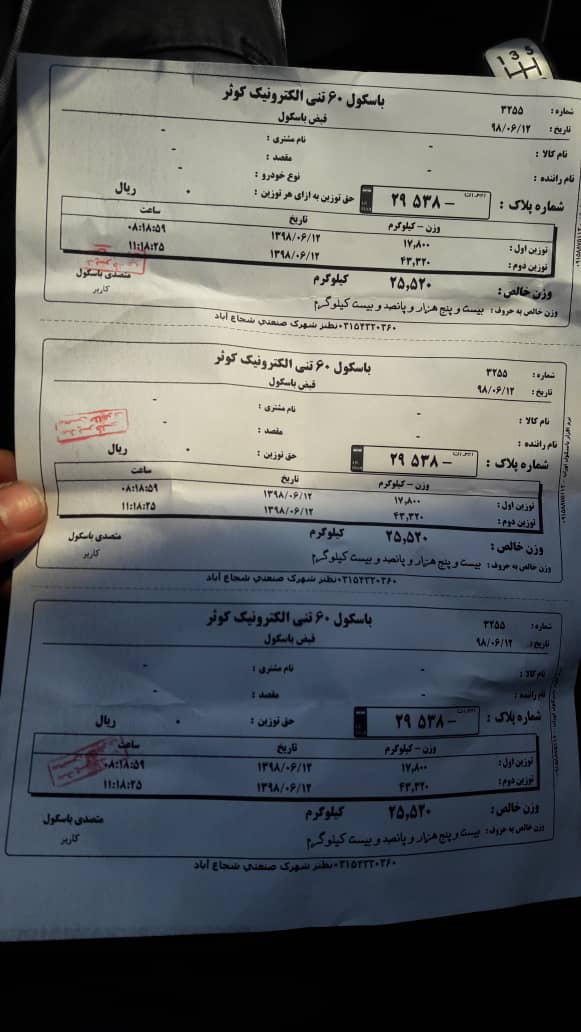 1 3 5
باسکول ۶۰ تنی الکترونیک کوثر
قبض باسکول
شماره : ۳۲۵۵
تاریخ : ۹۸/۰۶/۱۲
نام کالا : -
نام مشتری : -
نام راننده : -
مقصد : -
نوع خودرو : -
شماره پلاک : ۲۹ ۵۳۸ -
حق توزین به ازای هر توزین : ۰ ریال
وزن - کیلوگرم تاریخ ساعت
توزین اول : ۱۷,۸۰۰ ۱۳۹۸/۰۶/۱۲ ۰۸:۱۸:۵۹
توزین دوم : ۴۳,۳۲۰ ۱۳۹۸/۰۶/۱۲ ۱۱:۱۸:۲۵
وزن خالص : ۲۵,۵۲۰ کیلوگرم
متصدی باسکول
کاربر
وزن خالص به حروف : بیست و پنج هزار و پانصد و بیست کیلوگرم
نطنز شهرک صنعتی شجاع آباد
باسکول ۶۰ تنی الکترونیک کوثر
قبض باسکول
شماره : ۳۲۵۵
تاریخ : ۹۸/۰۶/۱۲
نام کالا : -
نام مشتری : -
نام راننده : -
مقصد : -
شماره پلاک : ۲۹ ۵۳۸ -
حق توزین : ۰ ریال
وزن - کیلوگرم تاریخ ساعت
توزین اول : ۱۷,۸۰۰ ۱۳۹۸/۰۶/۱۲ ۰۸:۱۸:۵۹
توزین دوم : ۴۳,۳۲۰ ۱۳۹۸/۰۶/۱۲ ۱۱:۱۸:۲۵
وزن خالص : ۲۵,۵۲۰ کیلوگرم
متصدی باسکول
کاربر
وزن خالص به حروف : بیست و پنج هزار و پانصد و بیست کیلوگرم
نطنز شهرک صنعتی شجاع آباد
باسکول ۶۰ تنی الکترونیک کوثر
قبض باسکول
شماره : ۳۲۵۵
تاریخ : ۹۸/۰۶/۱۲
نام کالا : -
نام مشتری : -
نام راننده : -
مقصد : -
شماره پلاک : ۲۹ ۵۳۸ -
حق توزین : ۰ ریال
وزن - کیلوگرم تاریخ ساعت
توزین اول : ۱۷,۸۰۰ ۱۳۹۸/۰۶/۱۲ ۰۸:۱۸:۵۹
توزین دوم : ۴۳,۳۲۰ ۱۳۹۸/۰۶/۱۲ ۱۱:۱۸:۲۵
وزن خالص : ۲۵,۵۲۰ کیلوگرم
متصدی باسکول
کاربر
وزن خالص به حروف : بیست و پنج هزار و پانصد و بیست کیلوگرم
نطنز شهرک صنعتی شجاع آباد